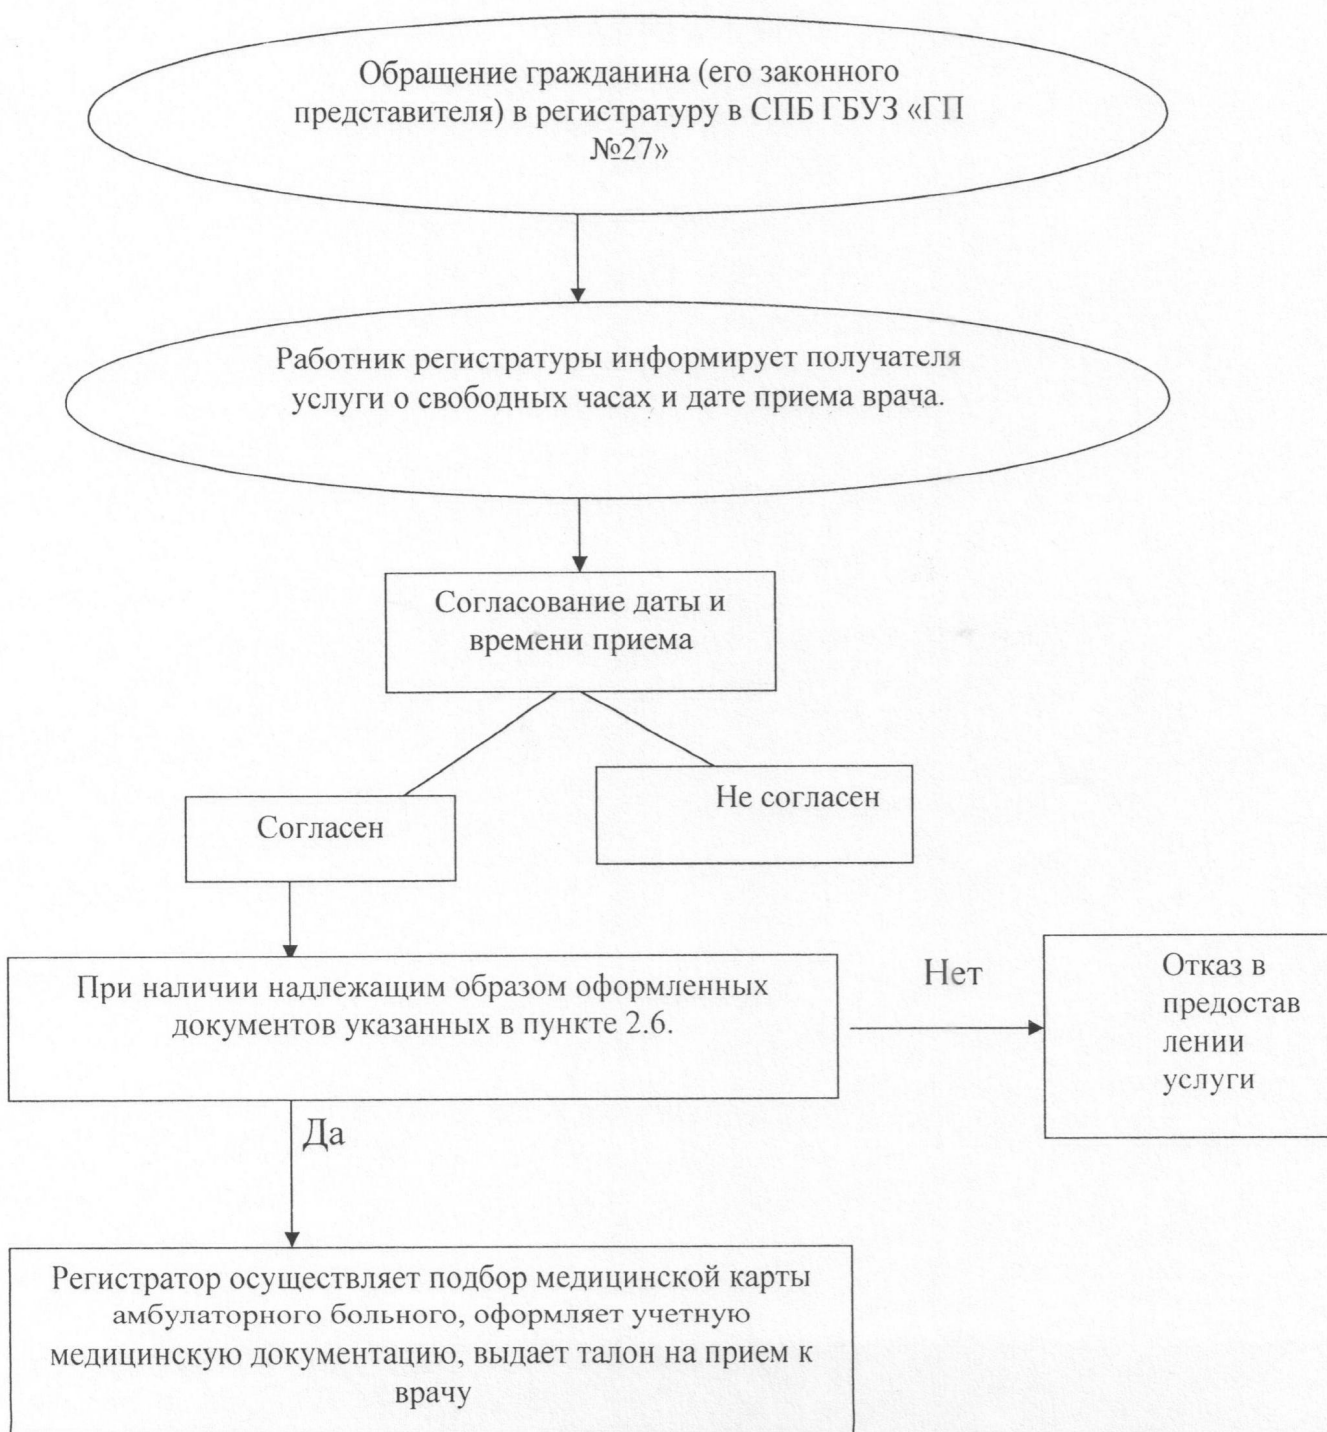 Обращение гражданина (его законного
представителя) в регистратуру в СПБ ГБУЗ «ГП
№27»
Работник регистратуры информирует получателя
услуги о свободных часах и дате приема врача.
Согласование даты и
времени приема
Не согласен
Согласен
При наличии надлежащим образом оформленных
документов указанных в пункте 2.6.
Нет
Отказ в
предостав
лении
услуги
Да
Регистратор осуществляет подбор медицинской карты
амбулаторного больного, оформляет учетную
медицинскую документацию, выдает талон на прием к
врачу